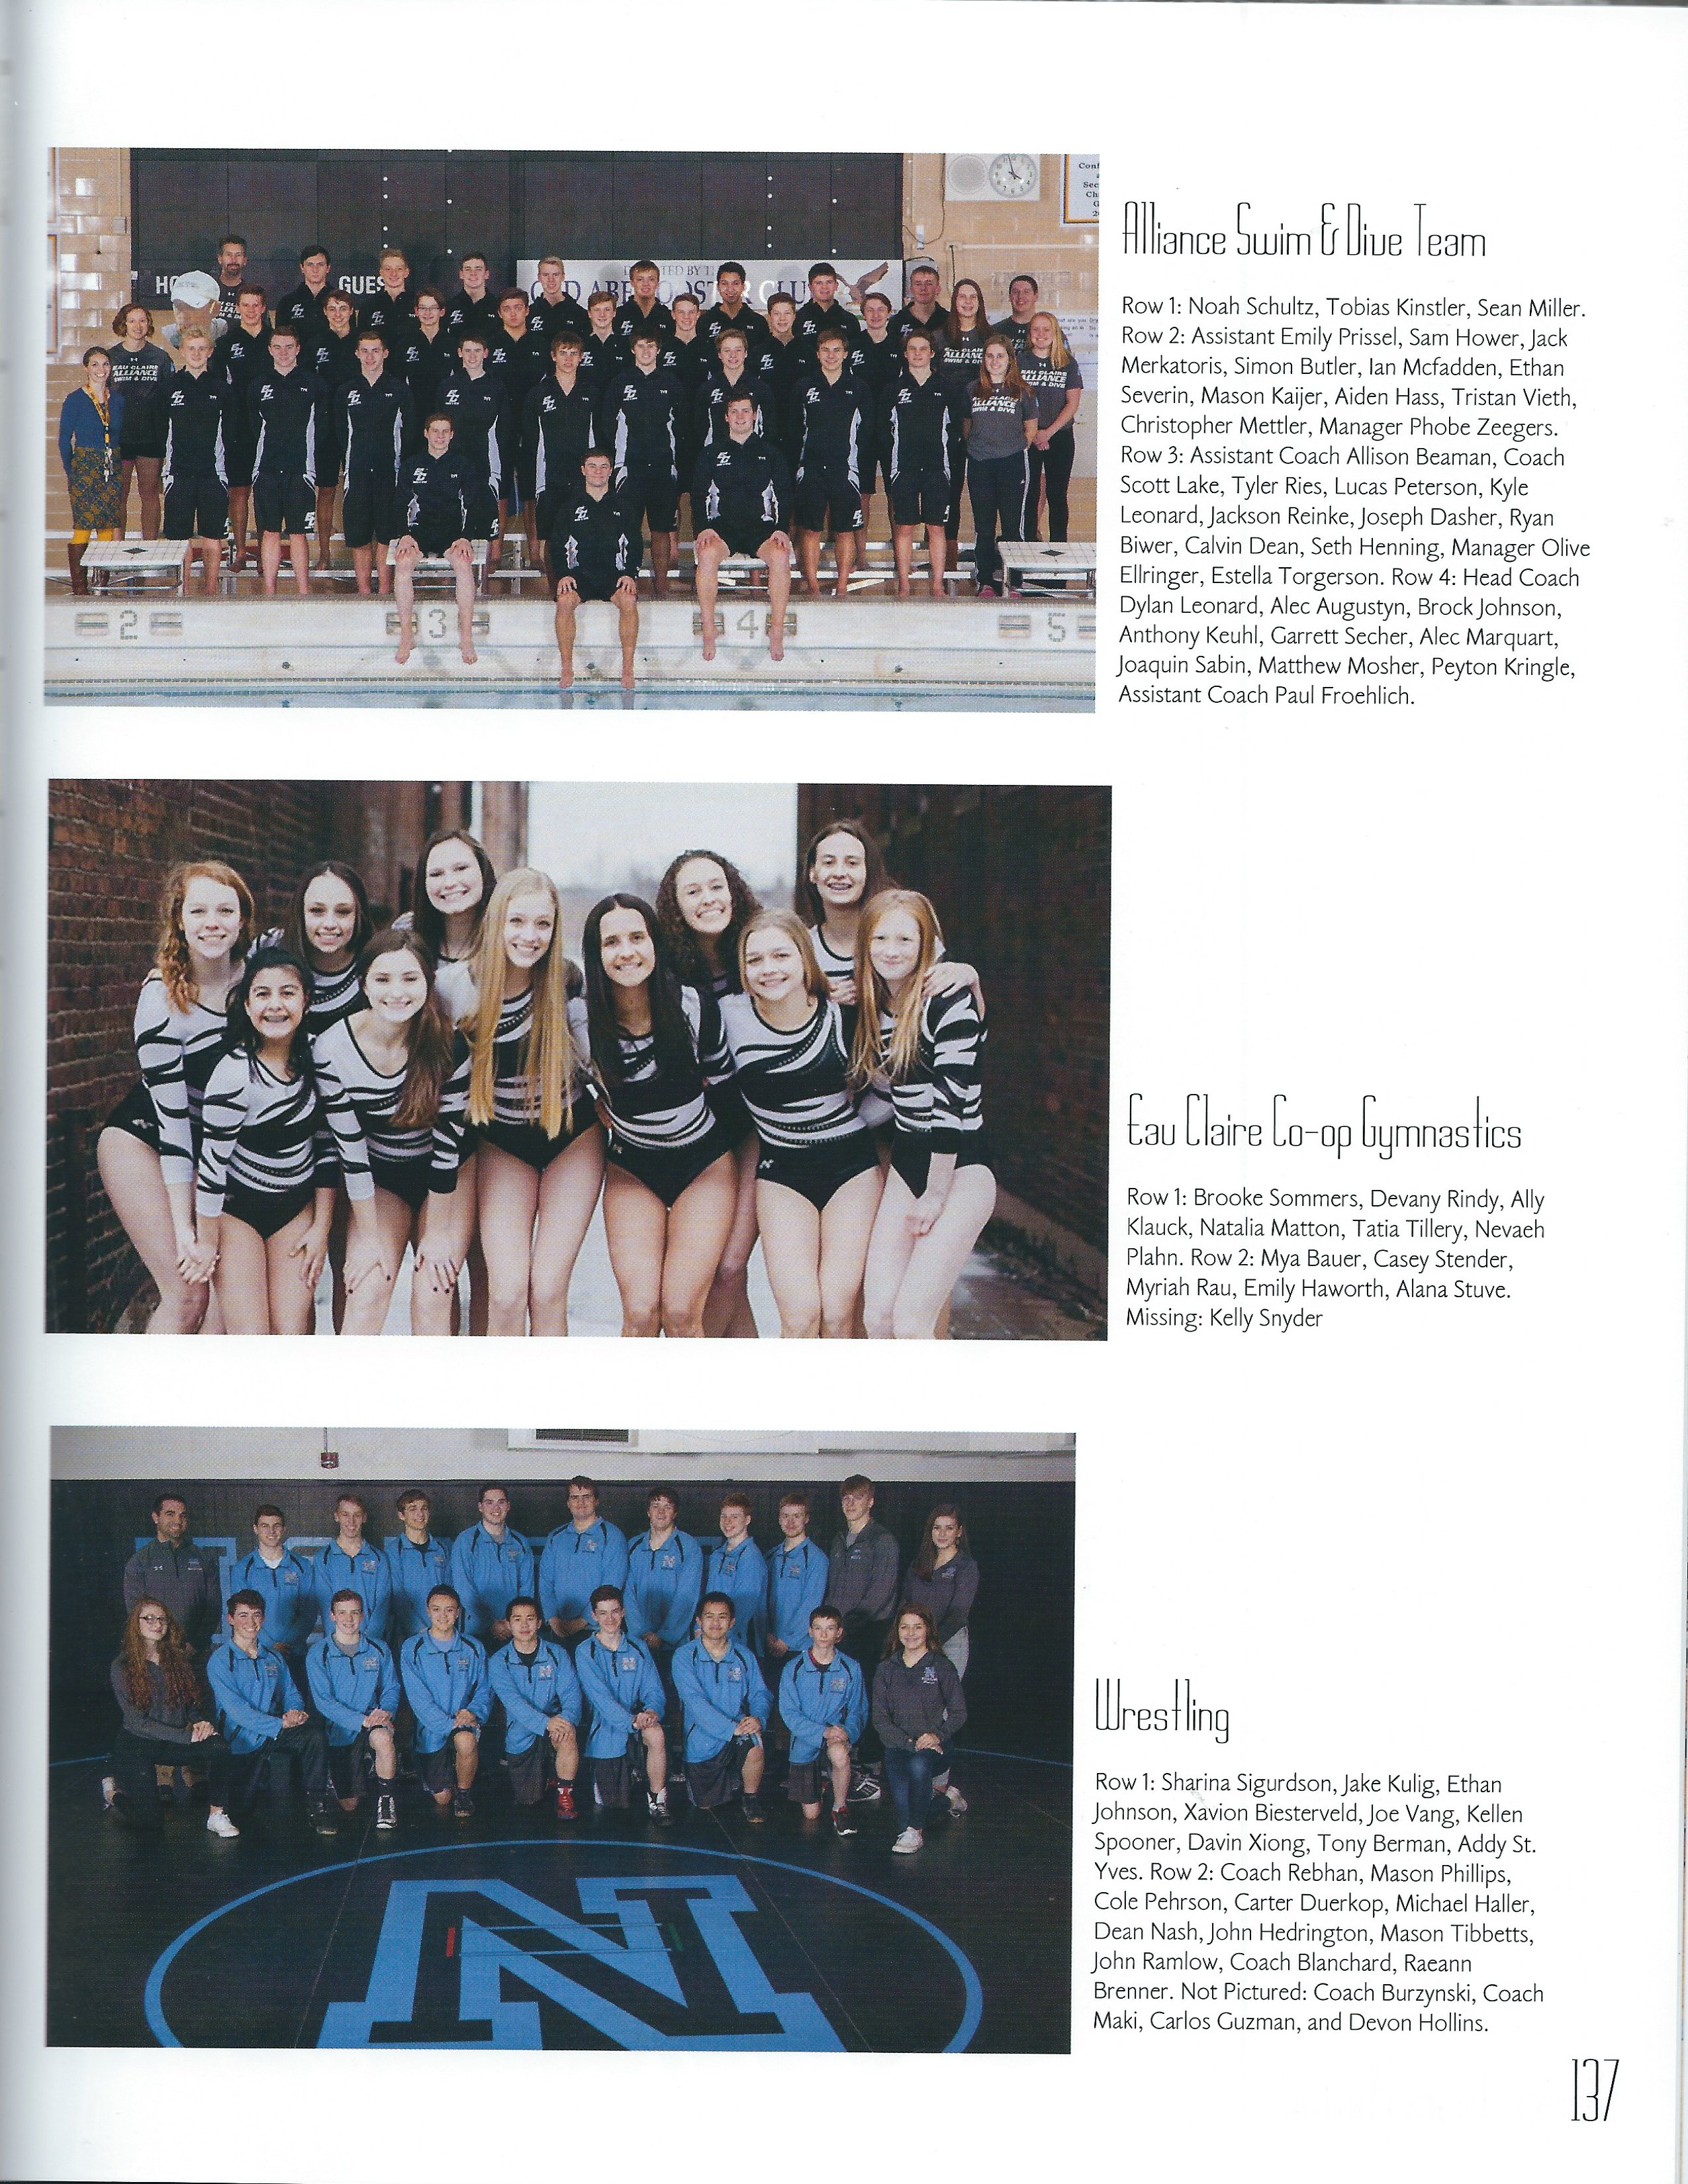 HO
GUES
Alliance Swim & Dive Team
Row 1: Noah Schultz, Tobias Kinstler, Sean Miller.
Row 2: Assistant Emily Prissel, Sam Hower, Jack
Merkatoris, Simon Butler, Ian Mcfadden, Ethan
Severin, Mason Kaijer, Aiden Hass, Tristan Vieth,
Christopher Mettler, Manager Phobe Zeegers.
Row 3: Assistant Coach Allison Beaman, Coach
Scott Lake, Tyler Ries, Lucas Peterson, Kyle
Leonard, Jackson Reinke, Joseph Dasher, Ryan
Biwer, Calvin Dean, Seth Henning, Manager Olive
Ellringer, Estella Torgerson. Row 4: Head Coach
Dylan Leonard, Alec Augustyn, Brock Johnson,
Anthony Keuhl, Garrett Secher, Alec Marquart,
Joaquin Sabin, Matthew Mosher, Peyton Kringle,
Assistant Coach Paul Froehlich.
2 3 4 5
Eau Claire Co-op Gymnastics
Row 1: Brooke Sommers, Devany Rindy, Ally
Klauck, Natalia Matton, Tatia Tillery, Nevaeh
Plahn. Row 2: Mya Bauer, Casey Stender,
Myriah Rau, Emily Haworth, Alana Stuve.
Missing: Kelly Snyder
Wrestling
Row 1: Sharina Sigurdson, Jake Kulig, Ethan
Johnson, Xavion Biesterveld, Joe Vang, Kellen
Spooner, Davin Xiong, Tony Berman, Addy St.
Yves. Row 2: Coach Rebhan, Mason Phillips,
Cole Pehrson, Carter Duerkop, Michael Haller,
Dean Nash, John Hedrington, Mason Tibbetts,
John Ramlow, Coach Blanchard, Raeann
Brenner. Not Pictured: Coach Burzynski, Coach
Maki, Carlos Guzman, and Devon Hollins.
N
137